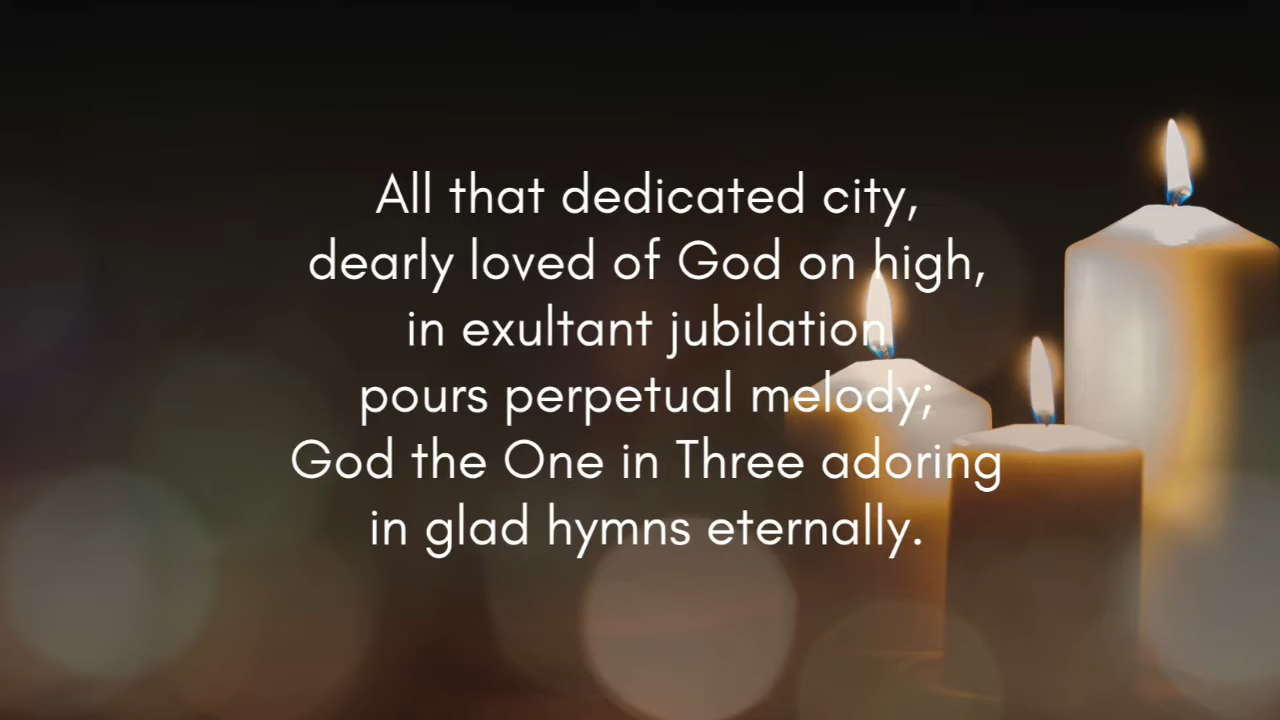 All that dedicated city,
dearly loved of God on high,
in exultant jubilation
pours perpetual melody;
God the One in Three adoring
in glad hymns eternally.